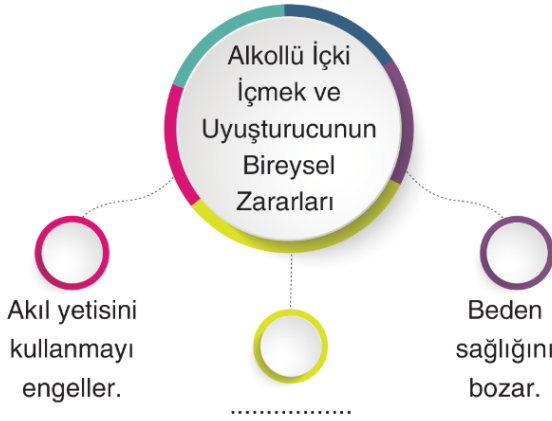 Alkollü İçki
İçmek ve
Uyuşturucunun
Bireysel
Zararları
Akıl yetisini
kullanmayı
engeller.
.................
Beden
sağlığını
bozar.